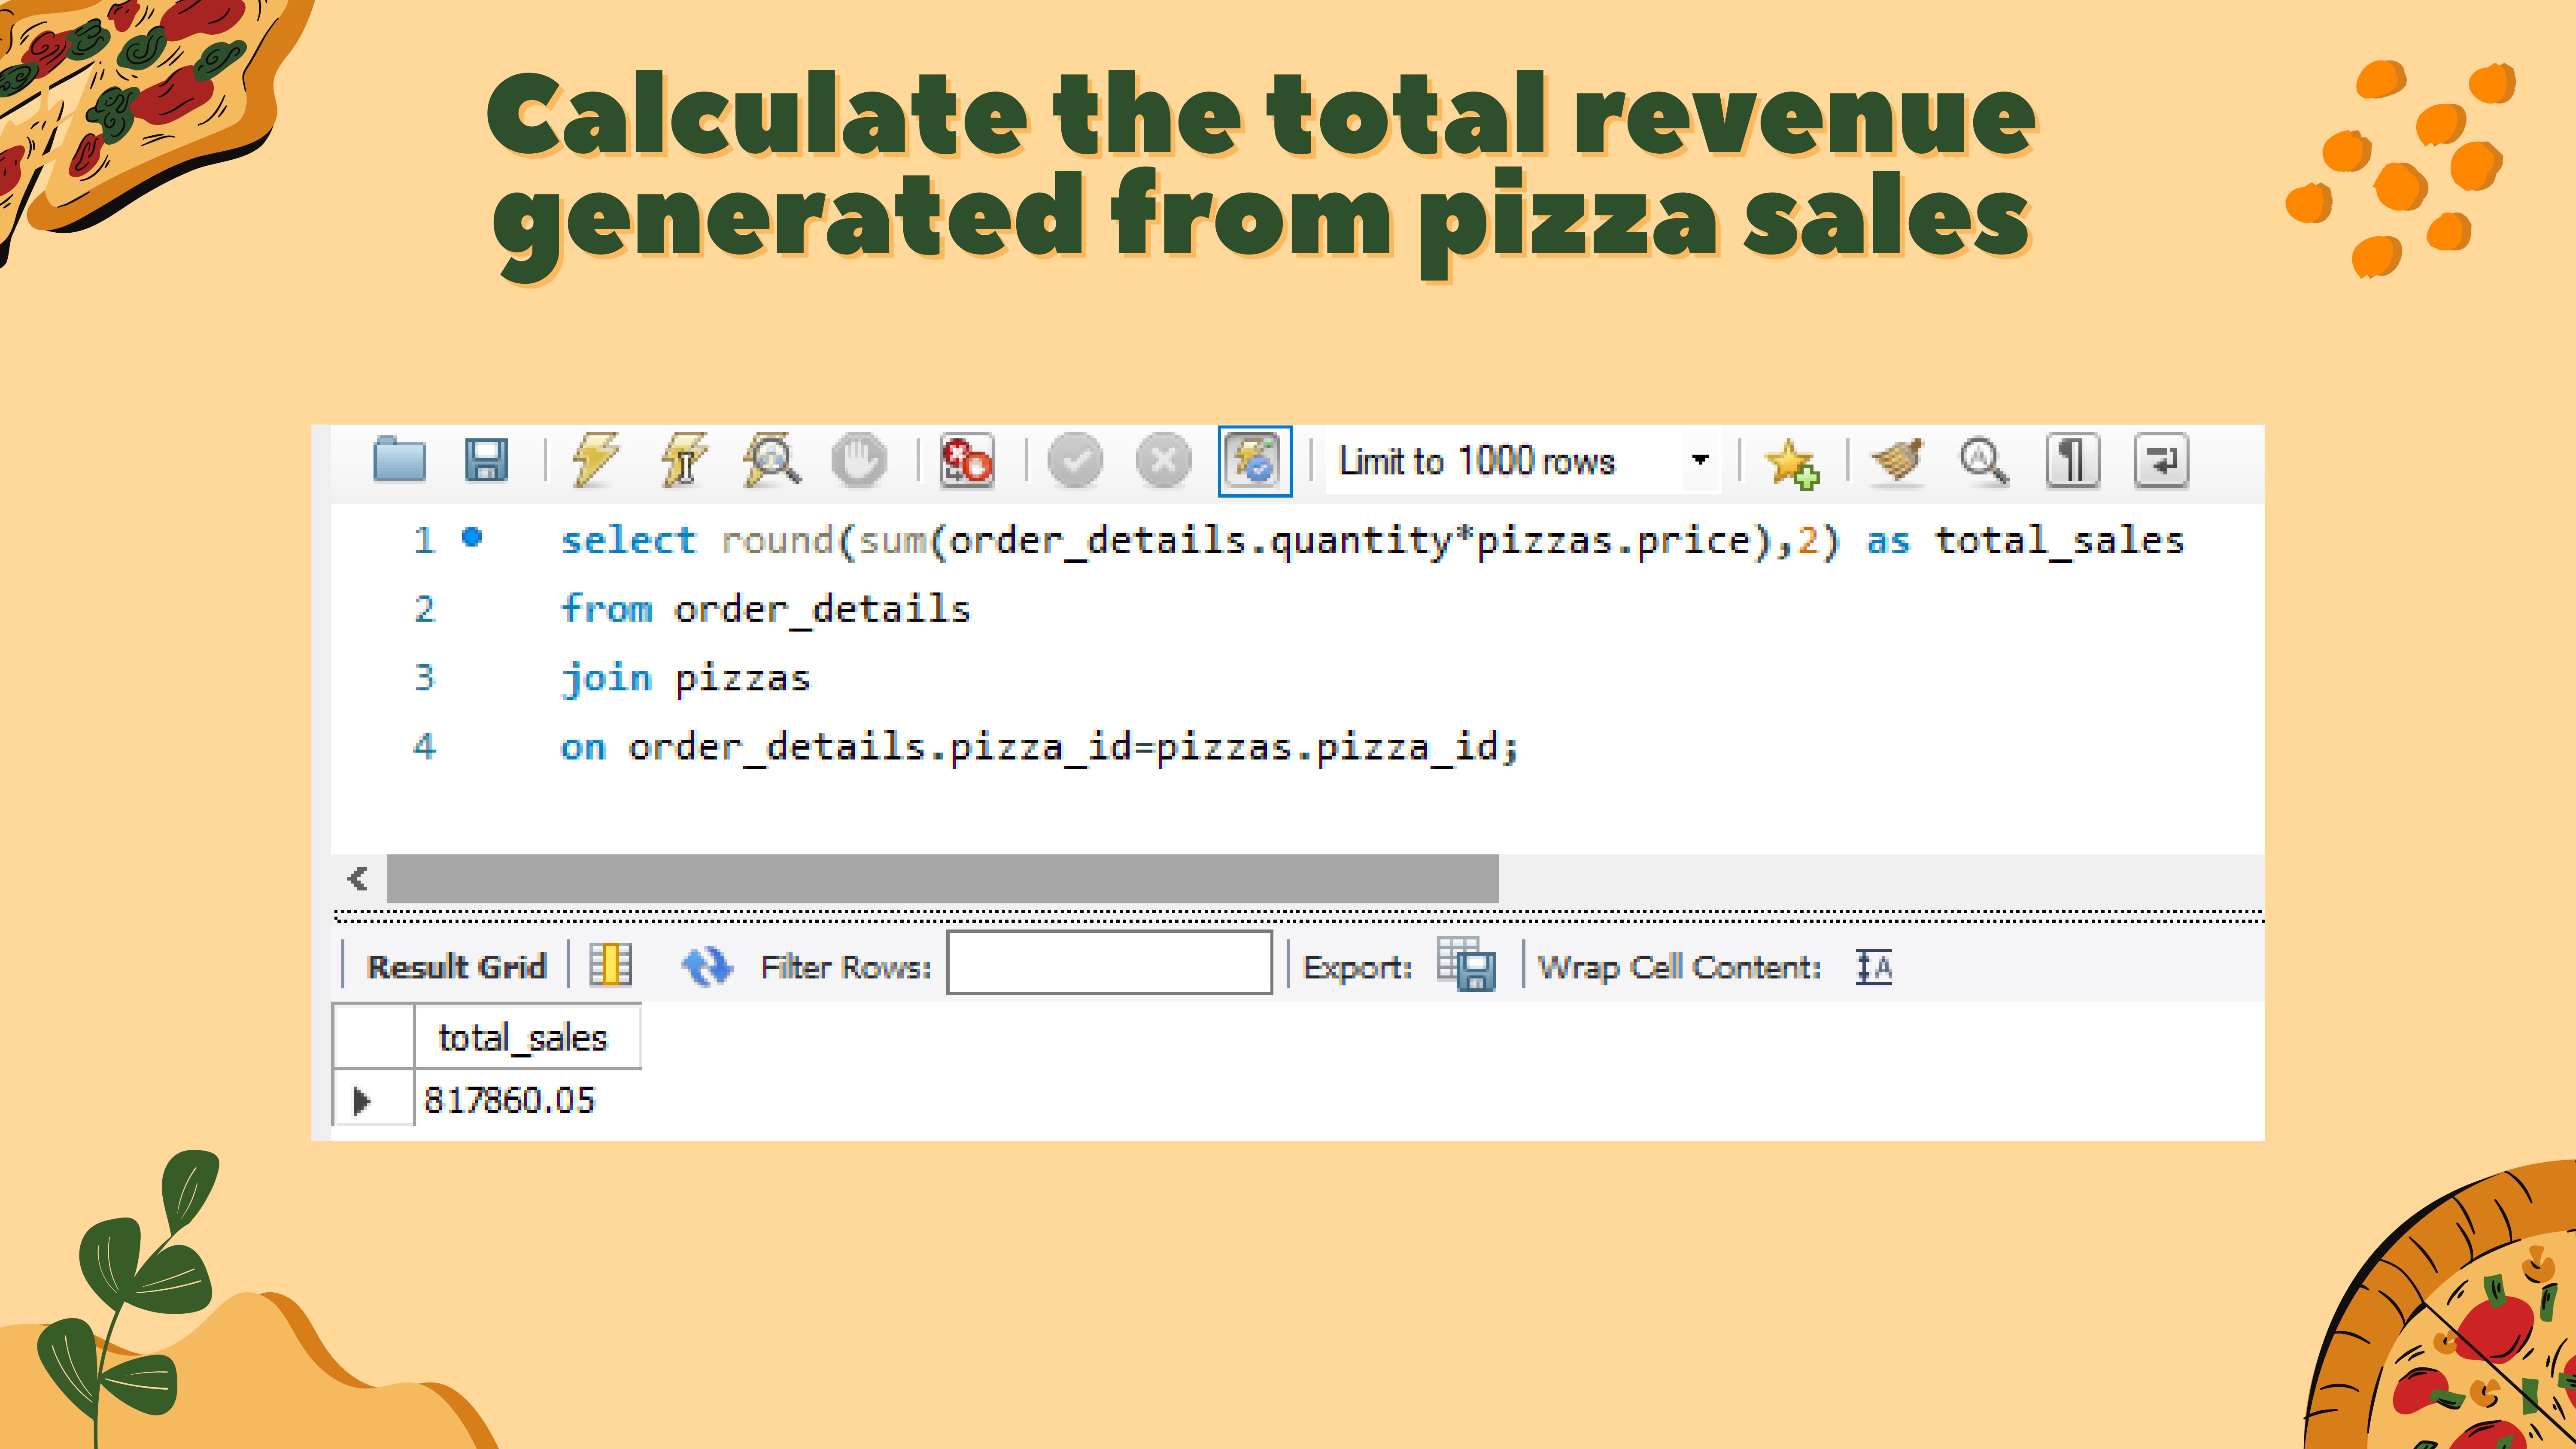 Calculate the total revenue
generated from pizza sales
Limit to 1000 rows
1 select round(sum(order_details.quantity*pizzas.price),2) as total_sales
2 from order_details
3 join pizzas
4 on order_details.pizza_id=pizzas.pizza_id;
Result Grid Filter Rows: Export: Wrap Cell Content:
total_sales
817860.05